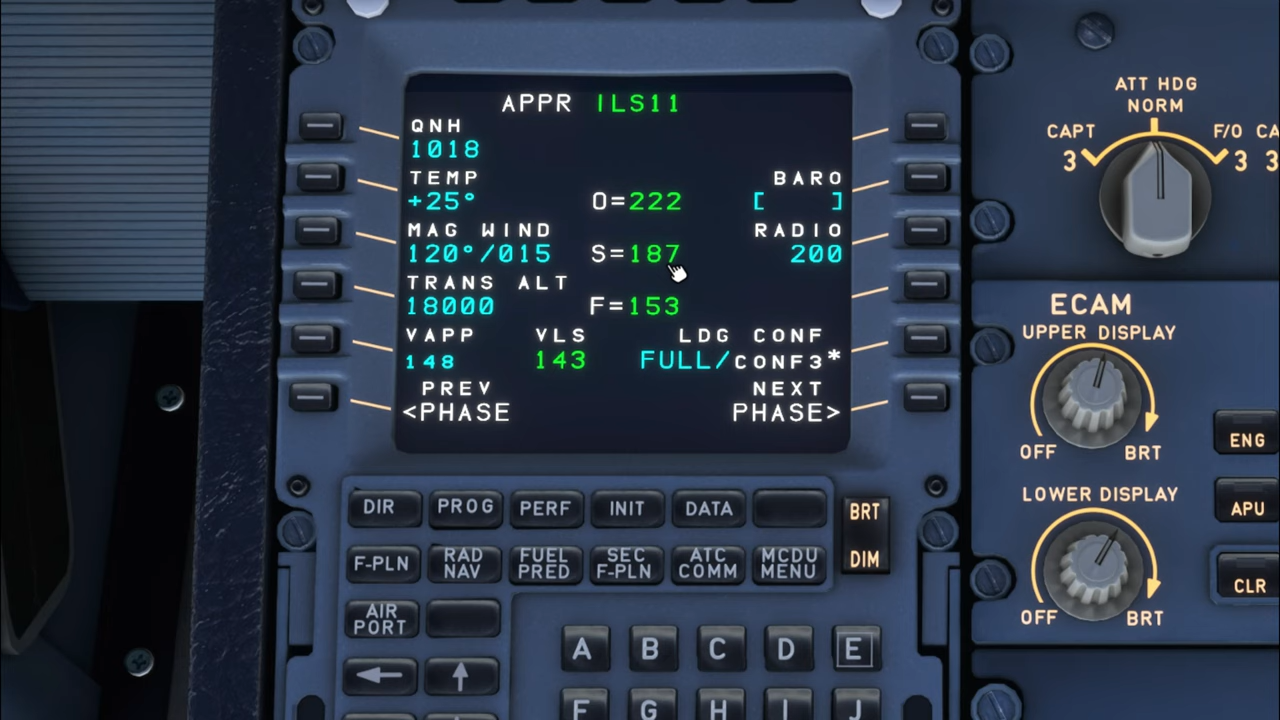 APPR ILS11
QNH
1018
TEMP BARO
+25° O=222 [ ]
MAG WIND RADIO
120°/015 S=187 200
TRANS ALT
18000 F=153
VAPP VLS LDG CONF
148 143 FULL/CONF3*
PREV NEXT
<PHASE PHASE>
DIR PROG PERF INIT DATA
BRT
DIM
F-PLN RAD NAV FUEL PRED SEC F-PLN ATC COMM MCDU MENU
AIR PORT
A B C D E
F G H I J
ATT HDG
NORM
CAPT F/O CA
3 3 3
ECAM
UPPER DISPLAY
OFF BRT
LOWER DISPLAY
OFF BRT
ENG
APU
CLR